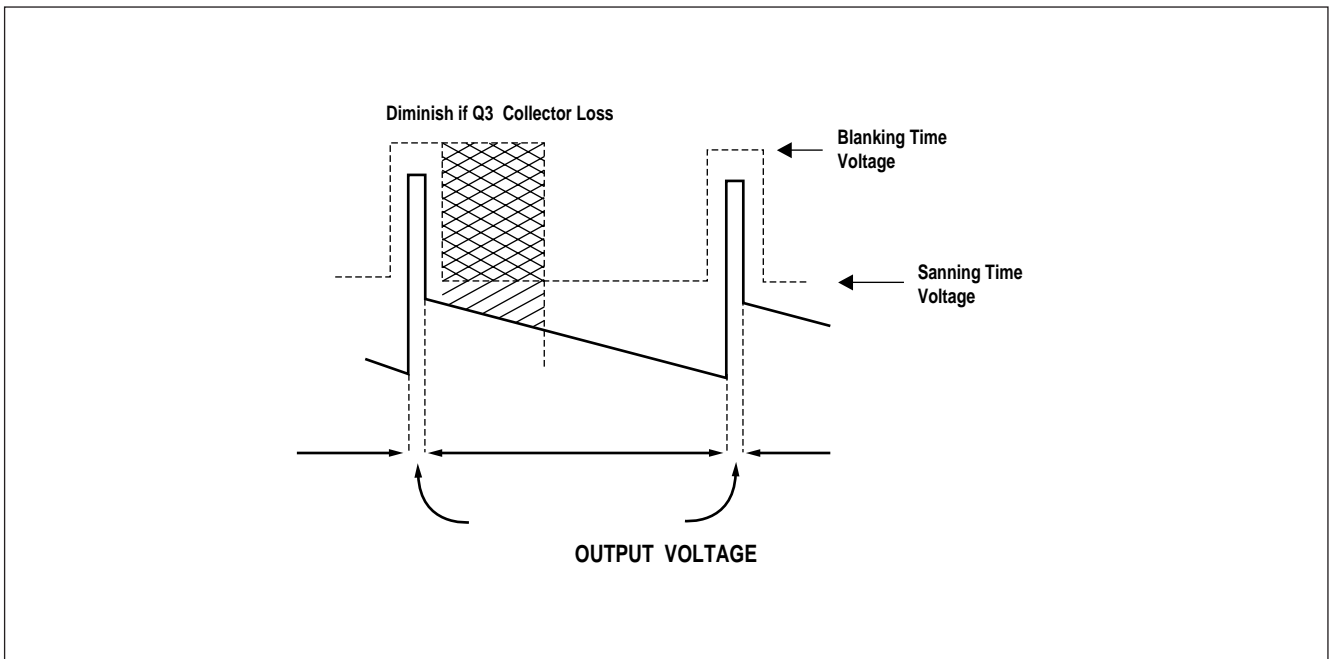 Diminish if Q3 Collector Loss
Blanking Time
Voltage
Sanning Time
Voltage
OUTPUT VOLTAGE